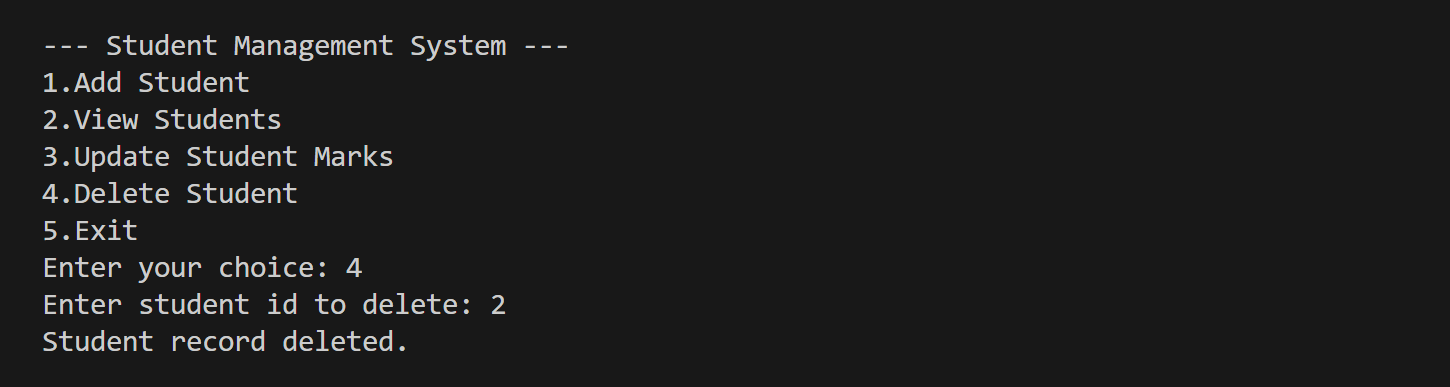 --- Student Management System ---
1.Add Student
2.View Students
3.Update Student Marks
4.Delete Student
5.Exit
Enter your choice: 4
Enter student id to delete: 2
Student record deleted.